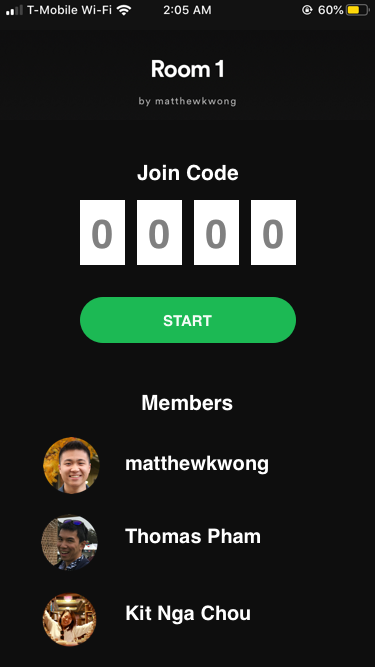 T-Mobile Wi-Fi 2:05 AM 60%
Room 1
by matthewkwong
Join Code
0 0 0 0
START
Members
matthewkwong
Thomas Pham
Kit Nga Chou